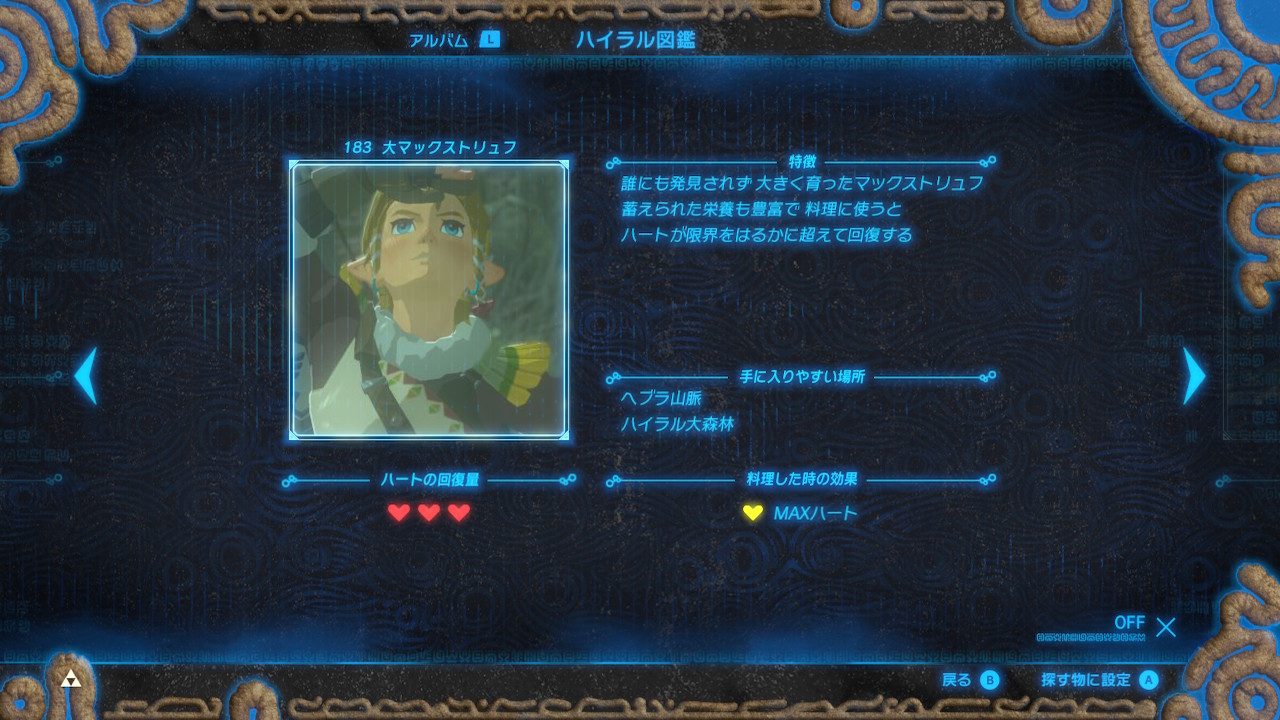 アルバム L
ハイラル図鑑
183 大マックストリュフ
特徴
誰にも発見されず 大きく育ったマックストリュフ
蓄えられた栄養も豊富で 料理に使うと
ハートが限界をはるかに超えて回復する
手に入りやすい場所
ヘブラ山脈
ハイラル大森林
ハートの回復量
料理した時の効果
MAXハート
OFF
戻る B
探す物に設定 A